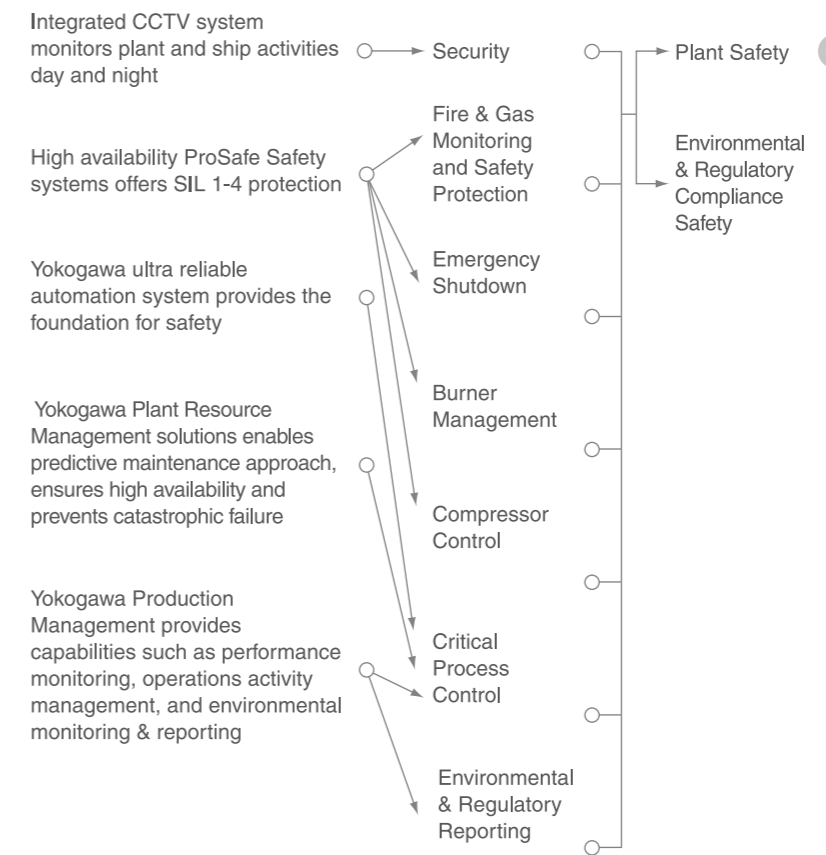 Integrated CCTV system
monitors plant and ship activities
day and night
High availability ProSafe Safety
systems offers SIL 1-4 protection
Yokogawa ultra reliable
automation system provides the
foundation for safety
Yokogawa Plant Resource
Management solutions enables
predictive maintenance approach,
ensures high availability and
prevents catastrophic failure
Yokogawa Production
Management provides
capabilities such as performance
monitoring, operations activity
management, and environmental
monitoring & reporting
Security
Fire & Gas
Monitoring
and Safety
Protection
Emergency
Shutdown
Burner
Management
Compressor
Control
Critical
Process
Control
Environmental
& Regulatory
Reporting
Plant Safety
Environmental
& Regulatory
Compliance
Safety